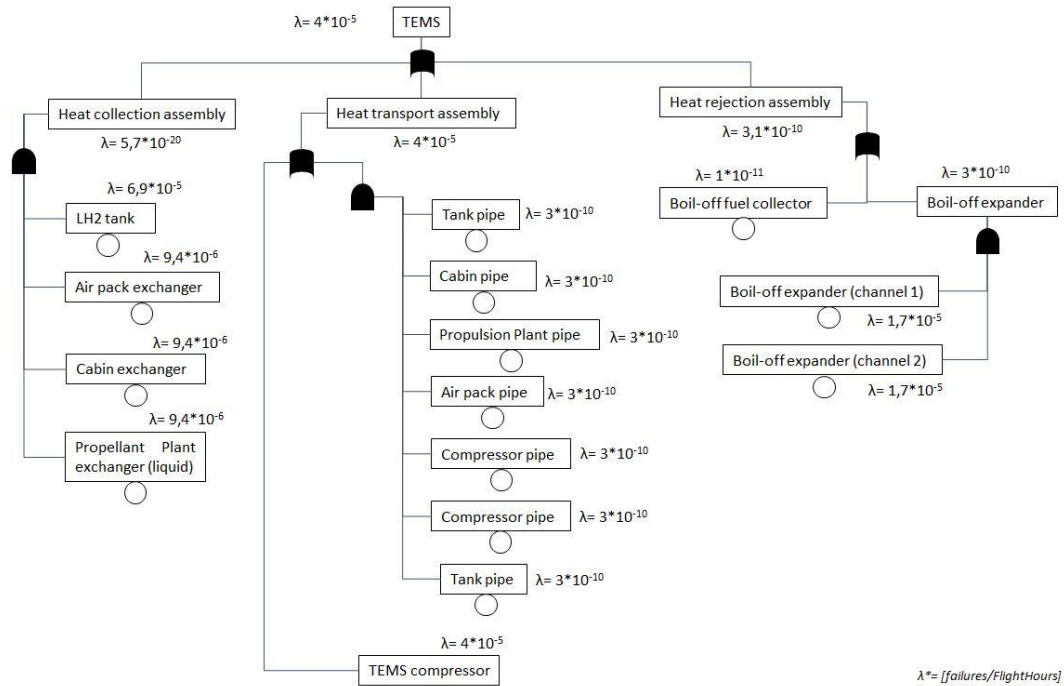 λ= 4*10⁻⁵
TEMS
Heat collection assembly
λ= 5,7*10⁻²⁰
Heat transport assembly
λ= 4*10⁻⁵
Heat rejection assembly
λ= 3,1*10⁻¹⁰
λ= 6,9*10⁻⁵
LH2 tank
λ= 9,4*10⁻⁶
Air pack exchanger
λ= 9,4*10⁻⁶
Cabin exchanger
λ= 9,4*10⁻⁶
Propellant Plant
exchanger (liquid)
Tank pipe
λ= 3*10⁻¹⁰
Cabin pipe
λ= 3*10⁻¹⁰
Propulsion Plant pipe
λ= 3*10⁻¹⁰
Air pack pipe
λ= 3*10⁻¹⁰
Compressor pipe
λ= 3*10⁻¹⁰
Compressor pipe
λ= 3*10⁻¹⁰
Tank pipe
λ= 3*10⁻¹⁰
λ= 4*10⁻⁵
TEMS compressor
λ= 1*10⁻¹¹
Boil-off fuel collector
λ= 3*10⁻¹⁰
Boil-off expander
Boil-off expander (channel 1)
λ= 1,7*10⁻⁵
Boil-off expander (channel 2)
λ= 1,7*10⁻⁵
λ*= [failures/FlightHours]